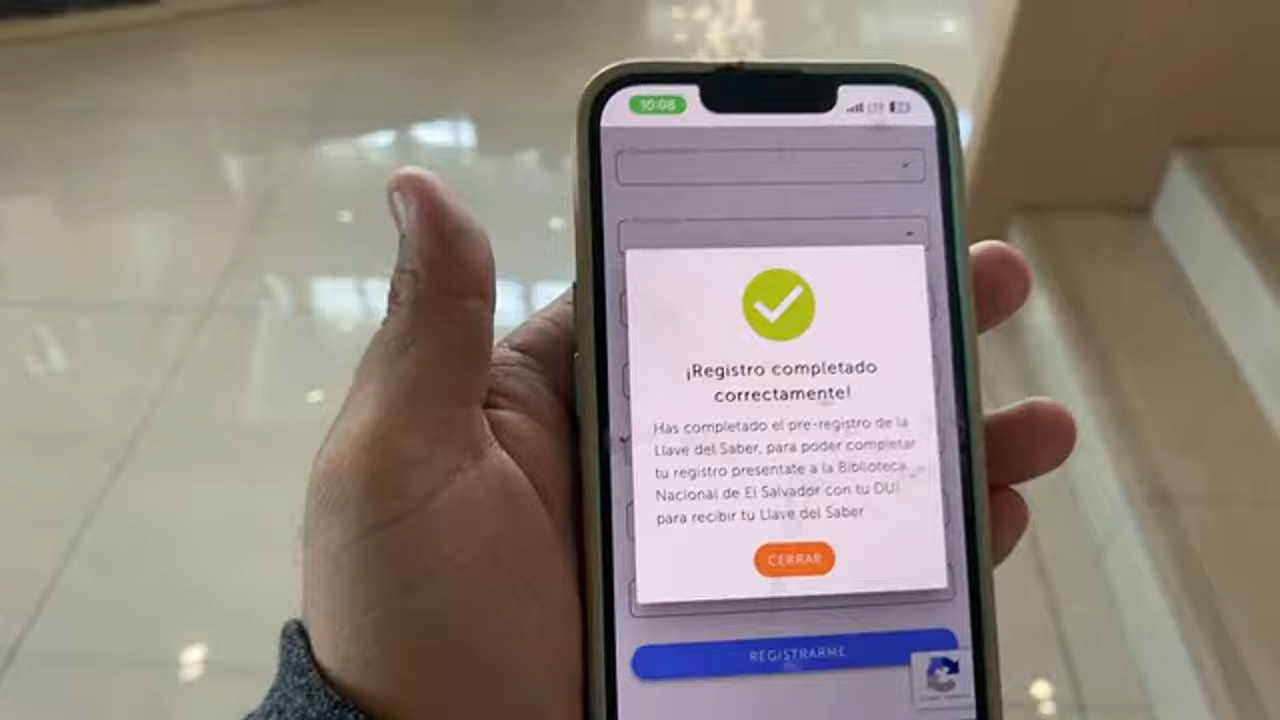 10:08
LTE
¡Registro completado
correctamente!
Has completado el pre-registro de la
Llave del Saber, para poder completar
tu registro presentate a la Biblioteca
Nacional de El Salvador con tu DUI
para recibir tu Llave del Saber
CERRAR
REGISTRARME